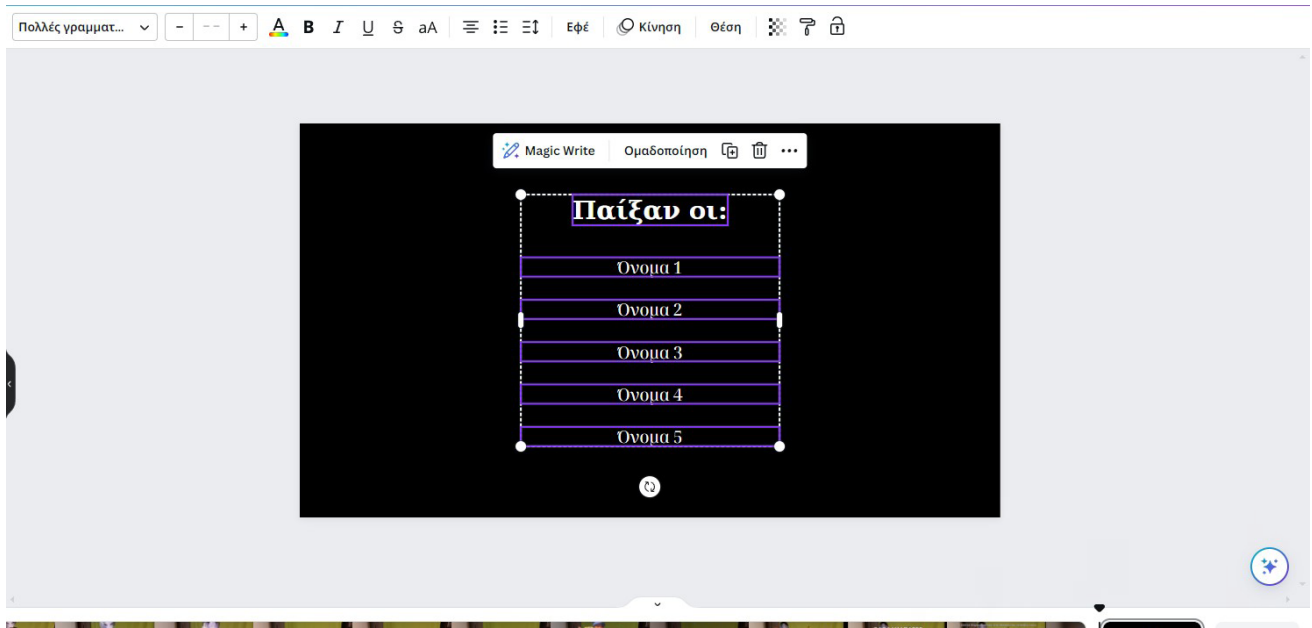 Πολλές γραμματ... - -- + A B I U S aA Εφέ Κίνηση Θέση
Magic Write Ομαδοποίηση
Παίξαν οι:
Όνομα 1
Όνομα 2
Όνομα 3
Όνομα 4
Όνομα 5